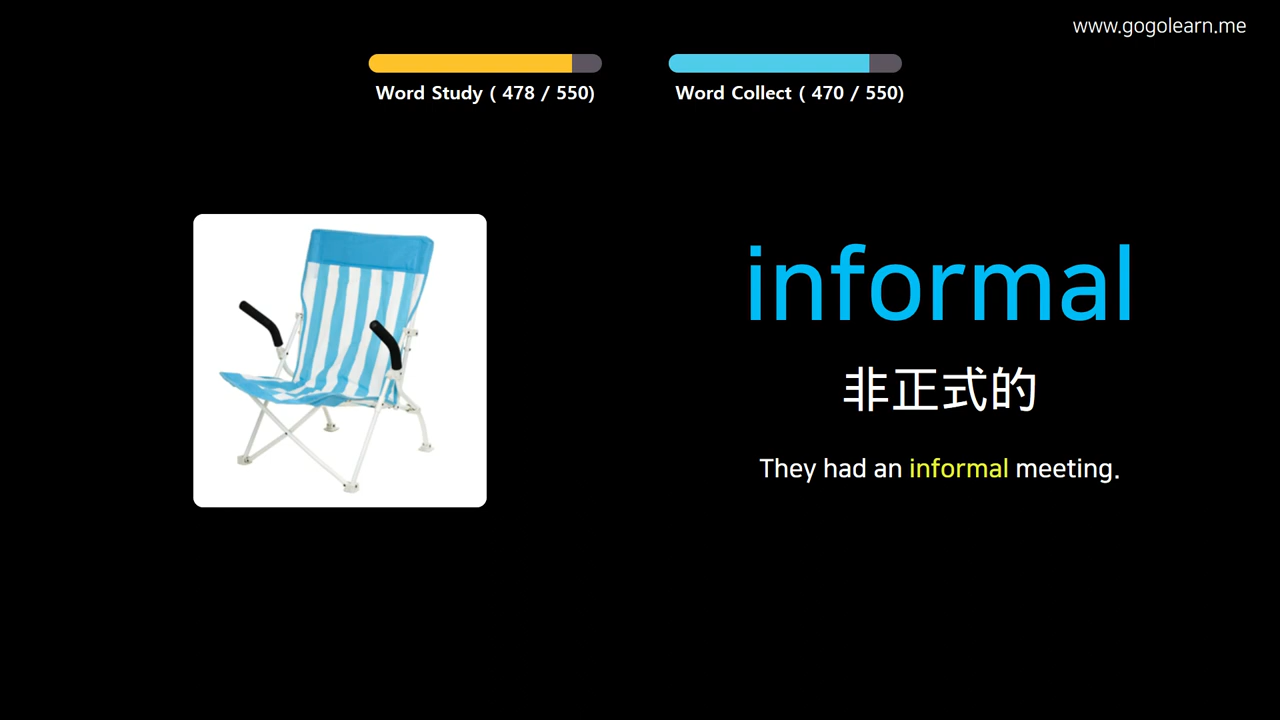 www.gogolearn.me
Word Study ( 478 / 550)
Word Collect ( 470 / 550)
informal
非正式的
They had an informal meeting.